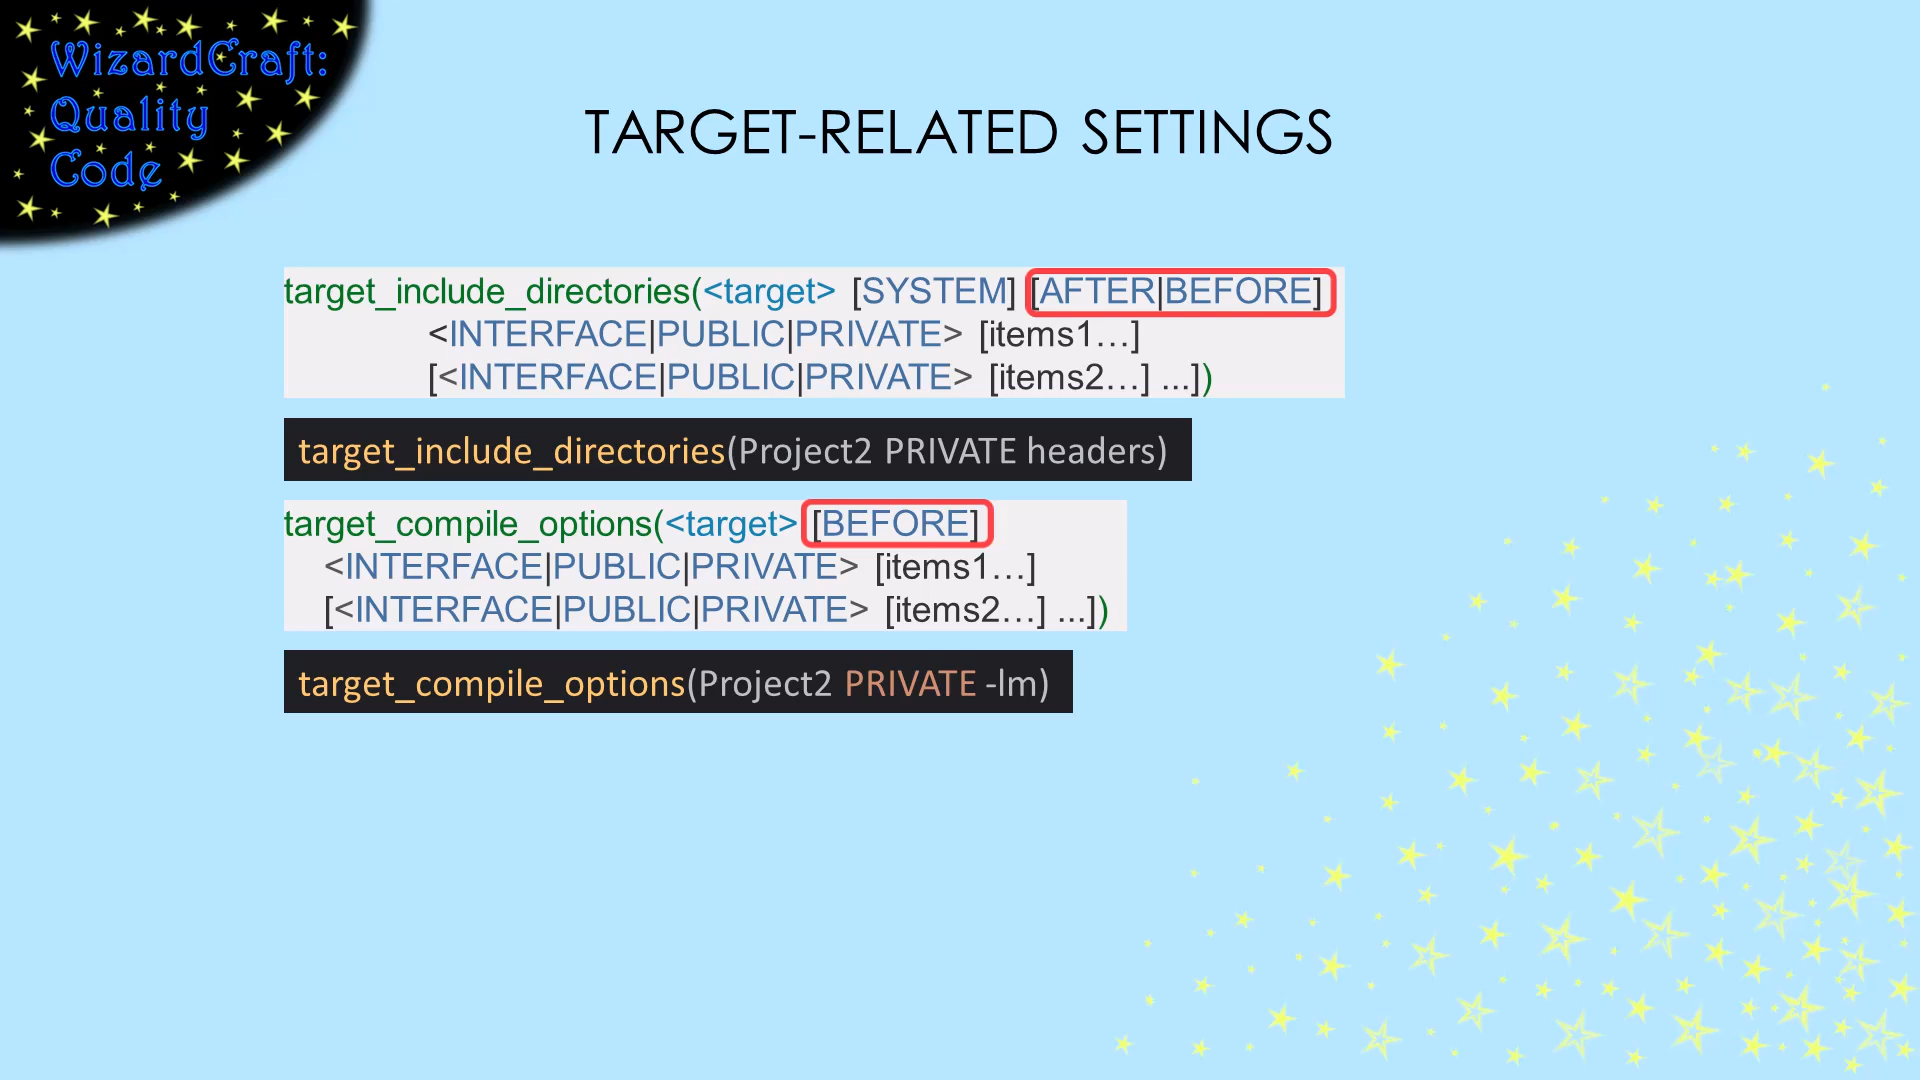 WizardCraft:
Quality
Code
TARGET-RELATED SETTINGS
target_include_directories(<target> [SYSTEM] [AFTER|BEFORE]
<INTERFACE|PUBLIC|PRIVATE> [items1…]
[<INTERFACE|PUBLIC|PRIVATE> [items2…] ...])
target_include_directories(Project2 PRIVATE headers)
target_compile_options(<target> [BEFORE]
<INTERFACE|PUBLIC|PRIVATE> [items1…]
[<INTERFACE|PUBLIC|PRIVATE> [items2…] ...])
target_compile_options(Project2 PRIVATE -lm)